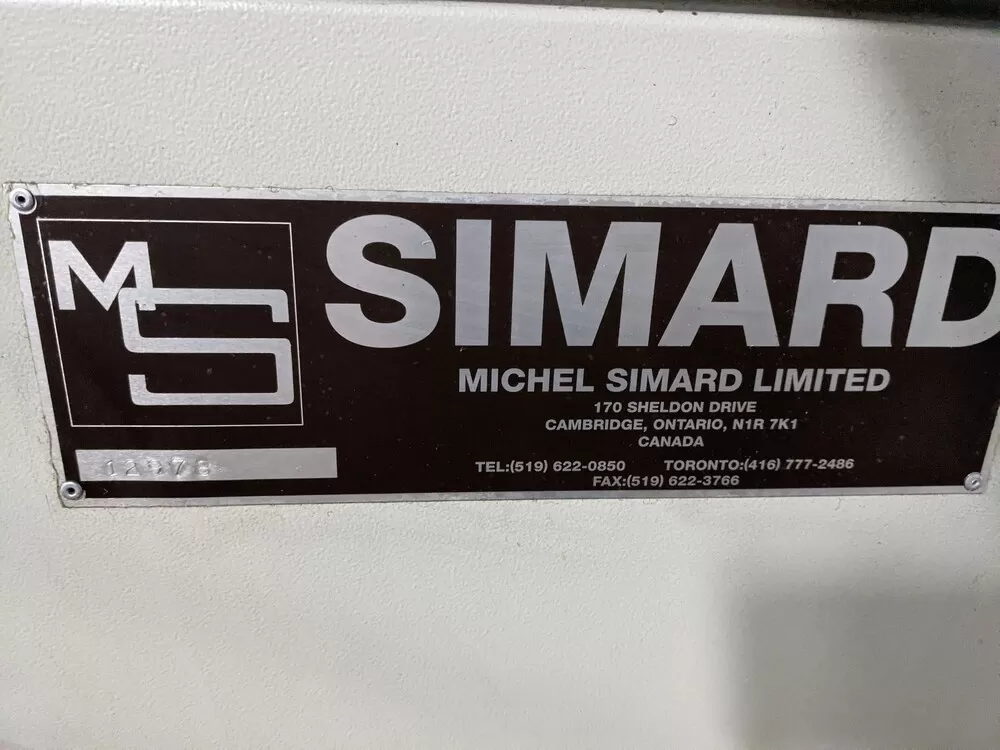 MS
SIMARD
MICHEL SIMARD LIMITED
170 SHELDON DRIVE
CAMBRIDGE, ONTARIO, N1R 7K1
CANADA
TEL:(519) 622-0850 TORONTO:(416) 777-2486
FAX:(519) 622-3766